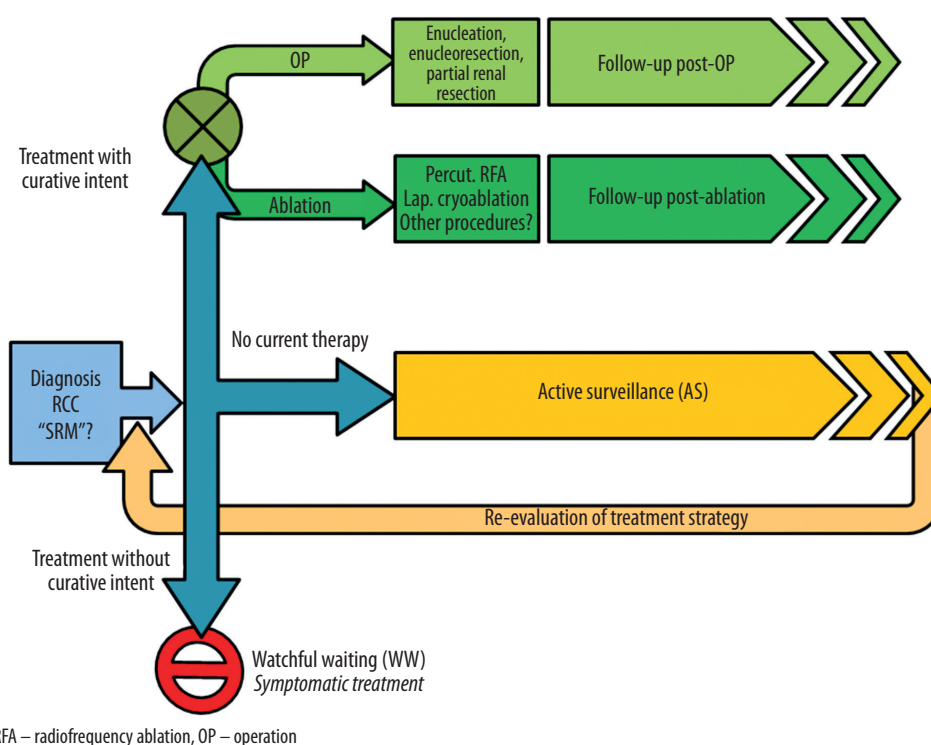 OP
Enucleation,
enucleoresection,
partial renal
resection
Follow-up post-OP
Treatment with
curative intent
Ablation
Percut. RFA
Lap. cryoablation
Other procedures?
Follow-up post-ablation
No current therapy
Diagnosis
RCC
“SRM”?
Active surveillance (AS)
Re-evaluation of treatment strategy
Treatment without
curative intent
Watchful waiting (WW)
Symptomatic treatment
RFA – radiofrequency ablation, OP – operation